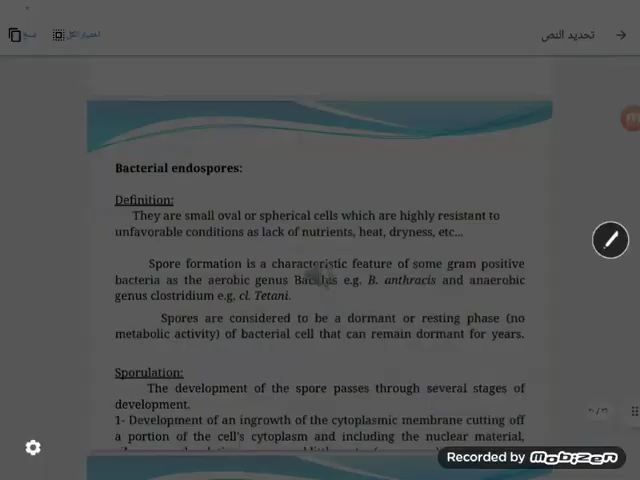 نسخ
اختيار الكل
تحديد النص
Bacterial endospores:
Definition:
They are small oval or spherical cells which are highly resistant to
unfavorable conditions as lack of nutrients, heat, dryness, etc...
Spore formation is a characteristic feature of some gram positive
bacteria as the aerobic genus Bacillus e.g. B. anthracis and anaerobic
genus clostridium e.g. cl. Tetani.
Spores are considered to be a dormant or resting phase (no
metabolic activity) of bacterial cell that can remain dormant for years.
Sporulation:
The development of the spore passes through several stages of
development.
1- Development of an ingrowth of the cytoplasmic membrane cutting off
a portion of the cell's cytoplasm and including the nuclear material,
Recorded by Mobizen